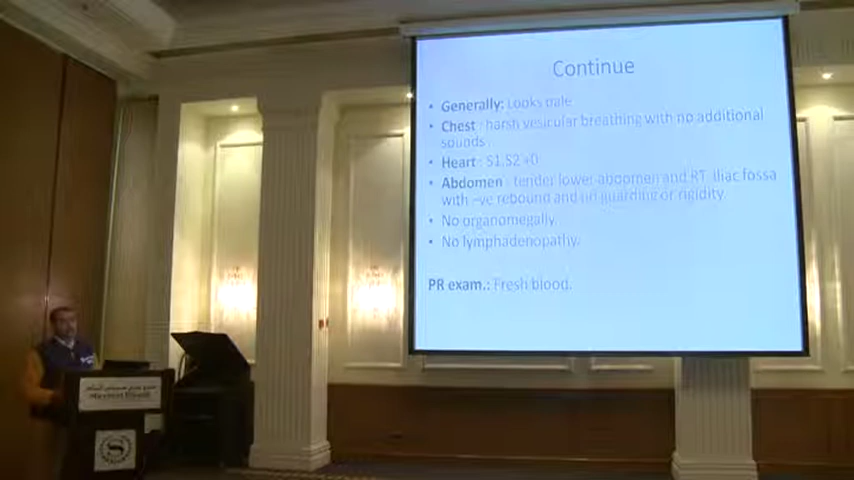 Continue
• Generally: Looks pale
• Chest : harsh vesicular breathing with no additional
sounds
• Heart : S1,S2 +0
• Abdomen : tender lower abdomen and RT iliac fossa
with –ve rebound and no guarding or rigidity.
• No organomegally.
• No lymphadenopathy.
PR exam.: Fresh blood.